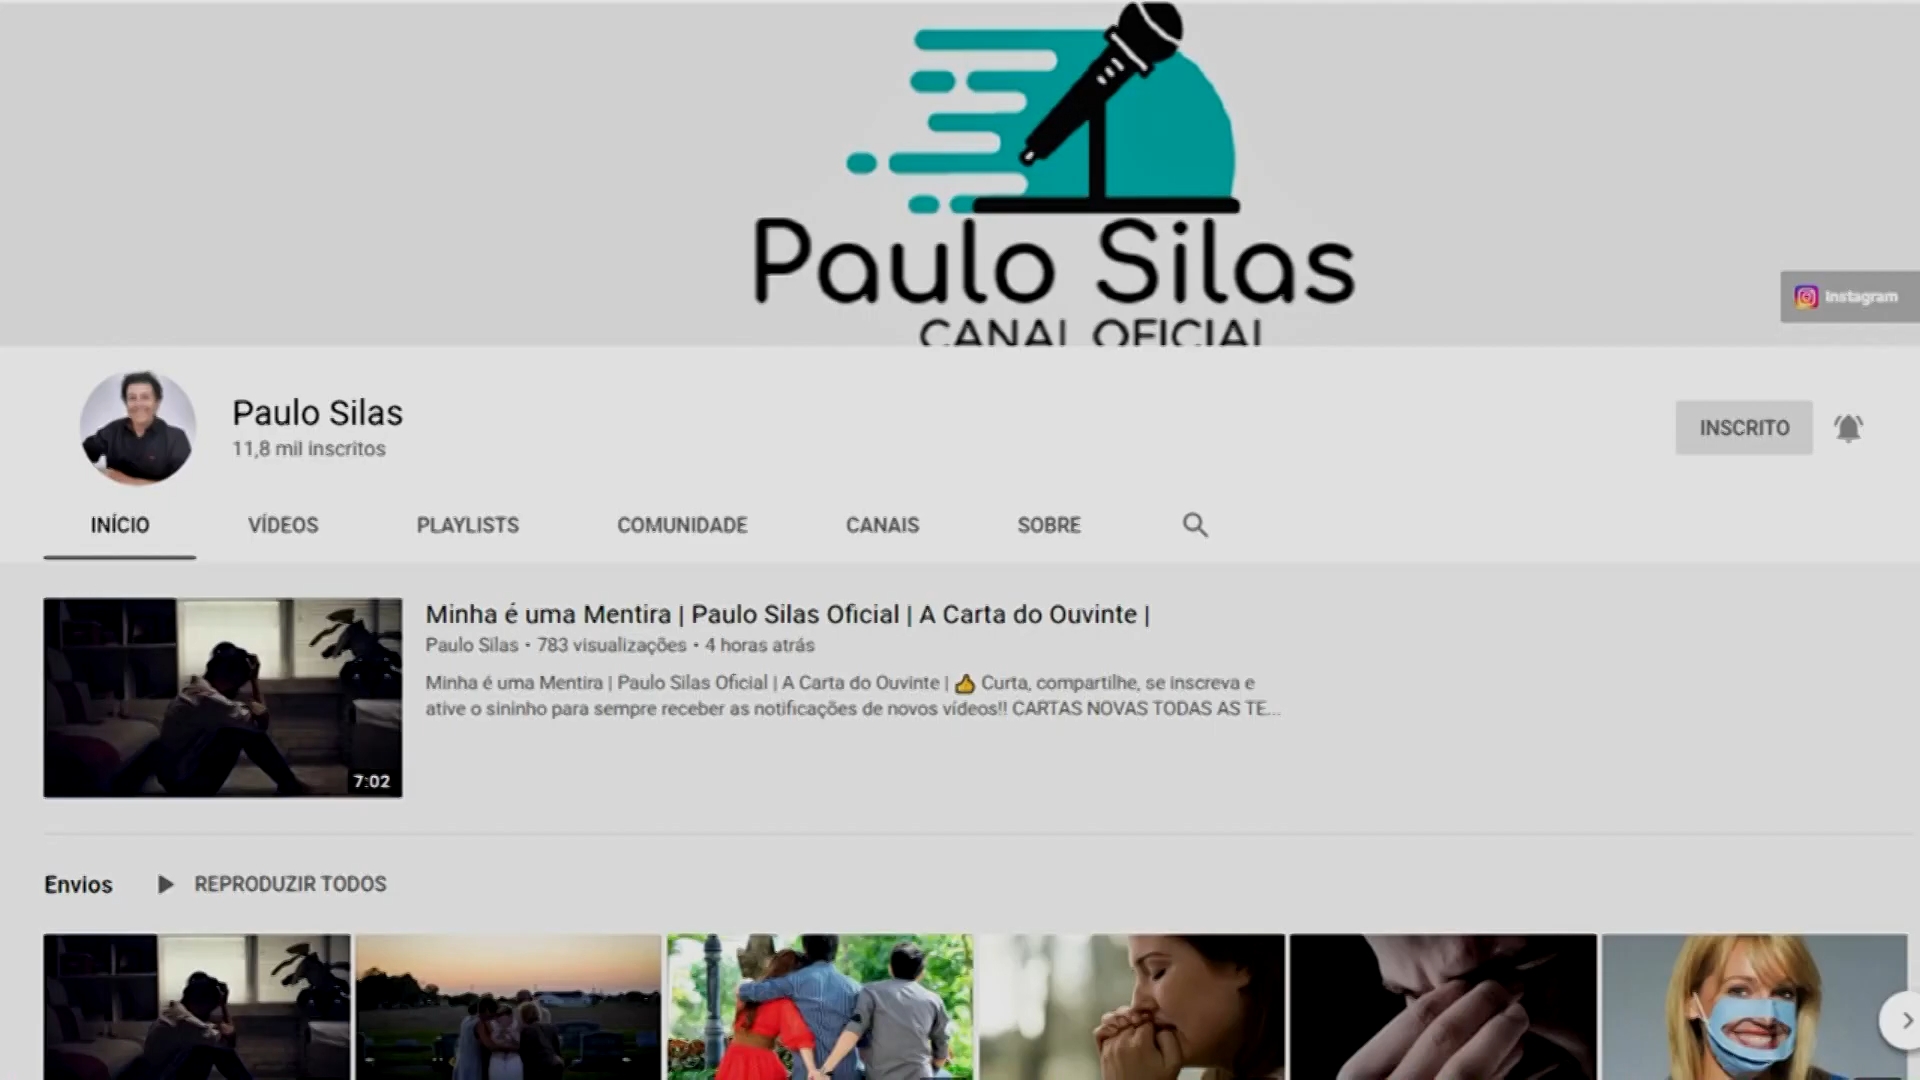 Paulo Silas
CANAL OFICIAL
Instagram
Paulo Silas
11,8 mil inscritos
INSCRITO
INÍCIO
VÍDEOS
PLAYLISTS
COMUNIDADE
CANAIS
SOBRE
Minha é uma Mentira | Paulo Silas Oficial | A Carta do Ouvinte |
Paulo Silas • 783 visualizações • 4 horas atrás
Minha é uma Mentira | Paulo Silas Oficial | A Carta do Ouvinte | 👍 Curta, compartilhe, se inscreva e
ative o sininho para sempre receber as notificações de novos vídeos!! CARTAS NOVAS TODAS AS TE...
7:02
Envios
REPRODUZIR TODOS